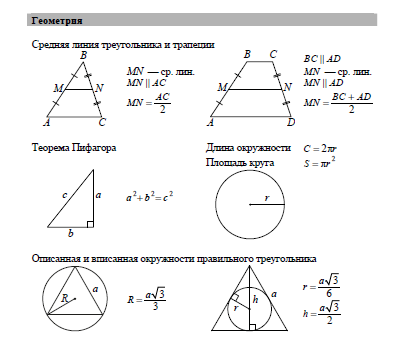 Геометрия
Средняя линия треугольника и трапеции
B
M
N
A
C
MN — ср. лин.
MN || AC
MN = AC/2
B
C
M
N
A
D
BC || AD
MN — ср. лин.
MN || AD
MN = BC + AD/2
Теорема Пифагора
c
a
b
a²+b²=c²
Длина окружности C = 2πr
Площадь круга S = πr²
r
Описанная и вписанная окружности правильного треугольника
R
a
R = a√3/3
r
h
a
r = a√3/6
h = a√3/2